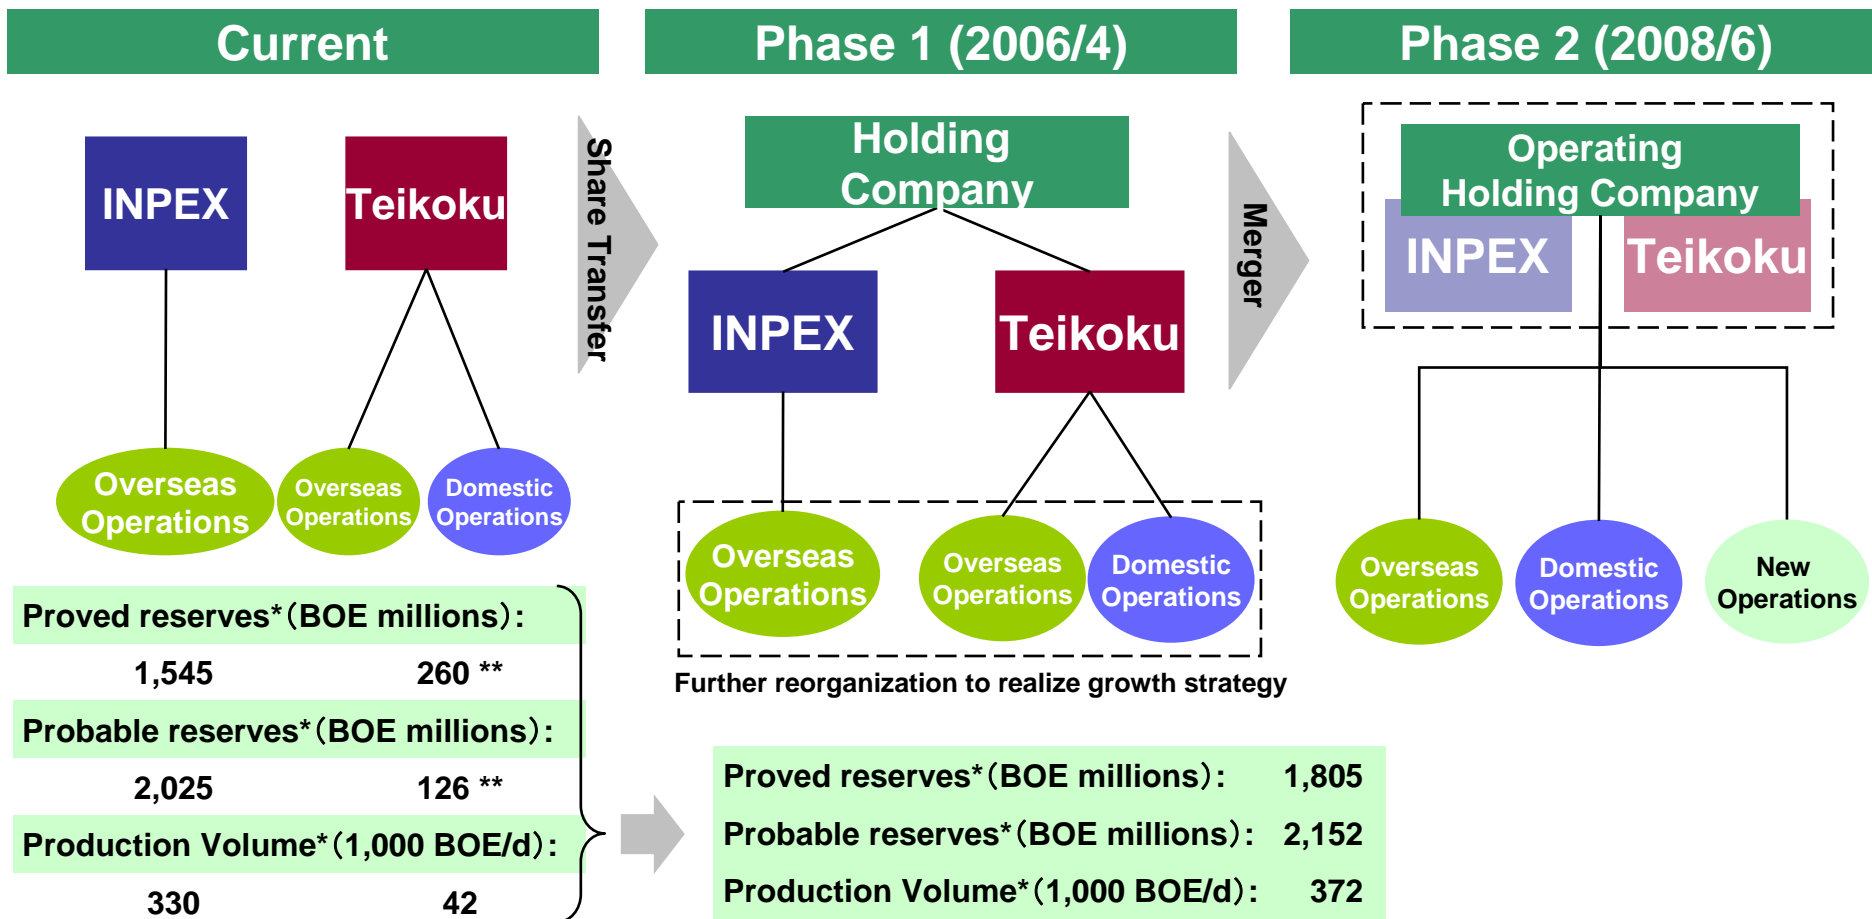 Current
Phase 1 (2006/4)
Phase 2 (2008/6)
INPEX
Teikoku
Overseas
Operations
Overseas
Operations
Domestic
Operations
Share Transfer
Holding
Company
INPEX
Teikoku
Overseas
Operations
Overseas
Operations
Domestic
Operations
Further reorganization to realize growth strategy
Merger
Operating
Holding Company
INPEX
Teikoku
Overseas
Operations
Domestic
Operations
New
Operations
Proved reserves*(BOE millions):
1,545 260 **
Probable reserves*(BOE millions):
2,025 126 **
Production Volume*(1,000 BOE/d):
330 42
Proved reserves*(BOE millions): 1,805
Probable reserves*(BOE millions): 2,152
Production Volume*(1,000 BOE/d): 372